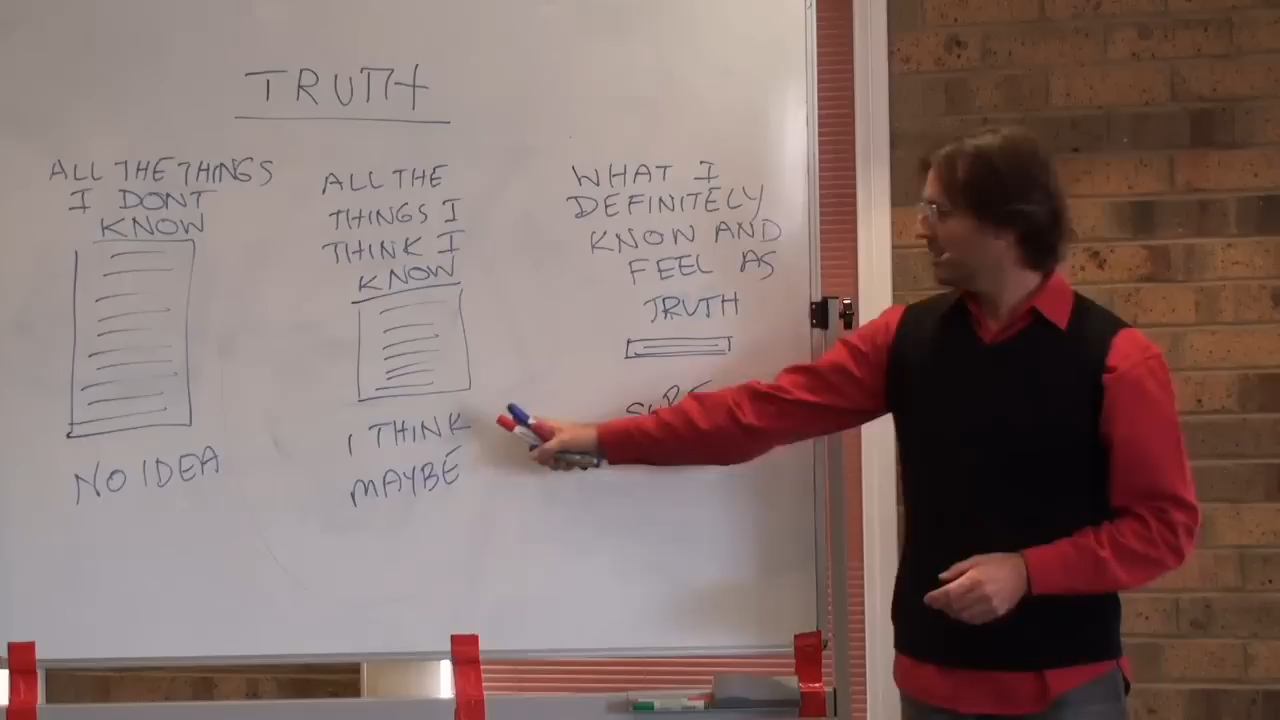 TRUTH
ALL THE THINGS
I DONT
KNOW
NO IDEA
ALL THE
THINGS I
THINK I
KNOW
I THINK
MAYBE
WHAT I
DEFINITELY
KNOW AND
FEEL AS
TRUTH